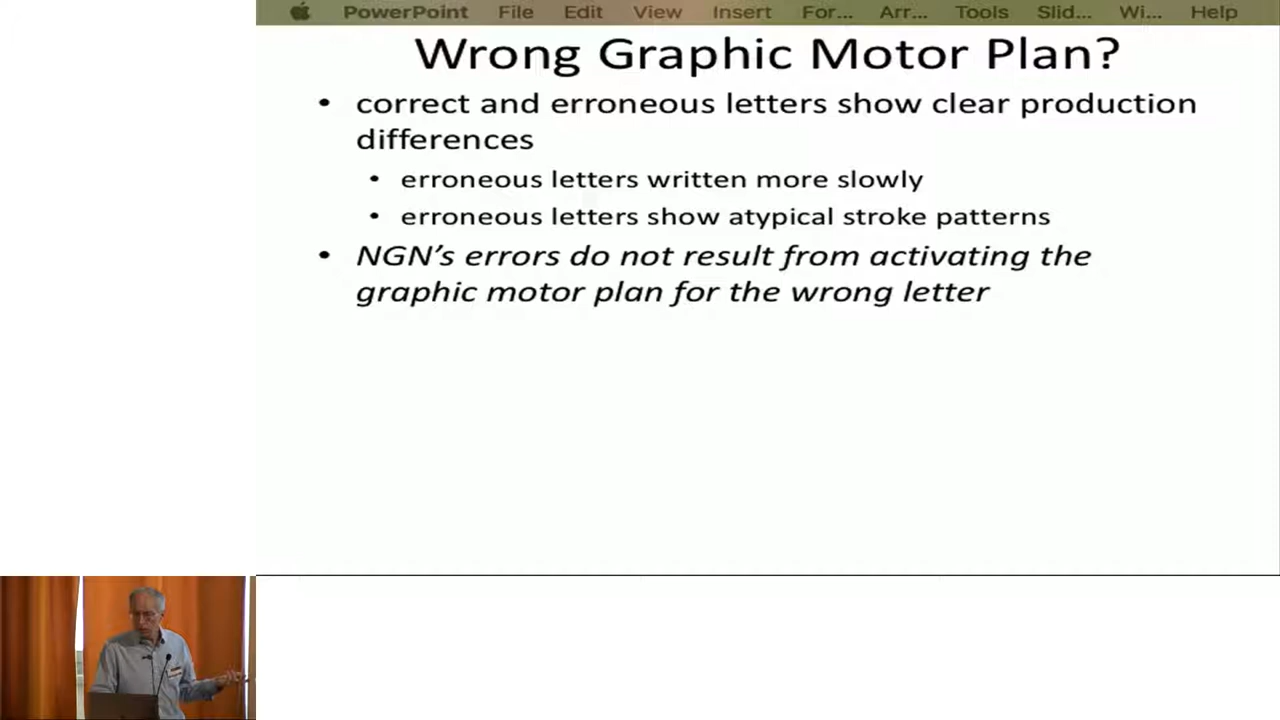 PowerPoint File Edit View Insert For... Arr... Tools Slid... Wi... Help
Wrong Graphic Motor Plan?
• correct and erroneous letters show clear production
differences
• erroneous letters written more slowly
• erroneous letters show atypical stroke patterns
• NGN's errors do not result from activating the
graphic motor plan for the wrong letter